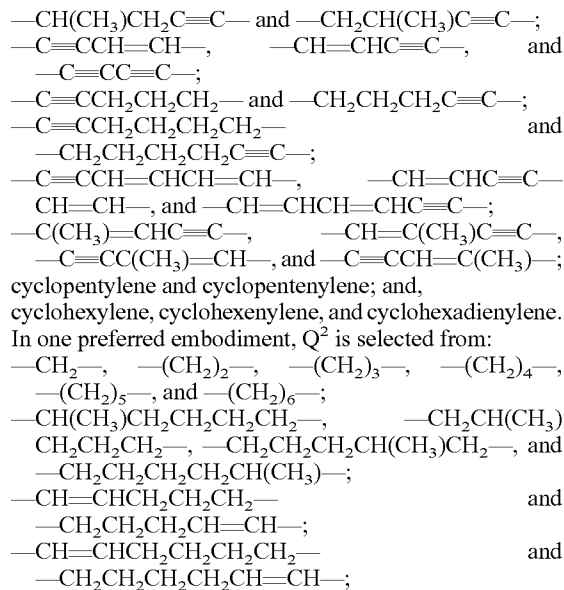 —CH(CH₃)CH₂C≡C— and —CH₂CH(CH₃)C≡C—;
—C≡CCH=CH—, —CH=CHC≡C—, and
—C≡CC≡C—;
—C≡CCH₂CH₂CH₂— and —CH₂CH₂CH₂C≡C—;
—C≡CCH₂CH₂CH₂CH₂— and
—CH₂CH₂CH₂CH₂C≡C—;
—C≡CCH=CHCH=CH—, —CH=CHC≡C—
CH=CH—, and —CH=CHCH=CHC≡C—;
—C(CH₃)=CHC≡C—, —CH=C(CH₃)C≡C—,
—C≡CC(CH₃)=CH—, and —C≡CCH=C(CH₃)—;
cyclopentylene and cyclopentenylene; and,
cyclohexylene, cyclohexenylene, and cyclohexadienylene.
In one preferred embodiment, Q² is selected from:
—CH₂—, —(CH₂)₂—, —(CH₂)₃—, —(CH₂)₄—,
—(CH₂)₅—, and —(CH₂)₆—;
—CH(CH₃)CH₂CH₂CH₂CH₂—, —CH₂CH(CH₃)
CH₂CH₂CH₂—, —CH₂CH₂CH₂CH(CH₃)CH₂—, and
—CH₂CH₂CH₂CH₂CH(CH₃)—;
—CH=CHCH₂CH₂CH₂— and
—CH₂CH₂CH₂CH=CH—;
—CH=CHCH₂CH₂CH₂CH₂— and
—CH₂CH₂CH₂CH₂CH=CH—;